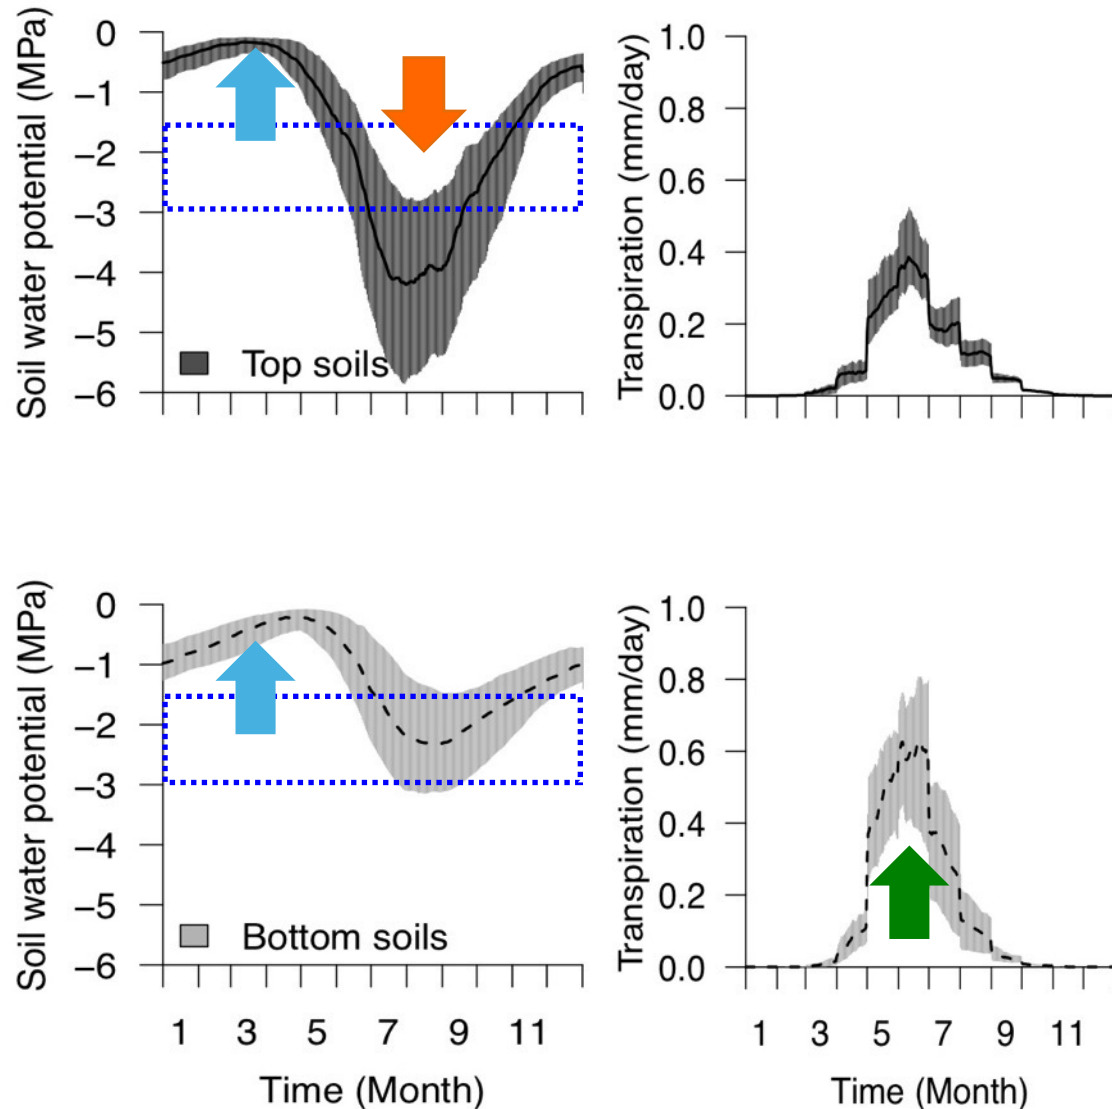 Soil water potential (MPa)
0
−1
−2
−3
−4
−5
−6
Top soils
Transpiration (mm/day)
1.0
0.8
0.6
0.4
0.2
0.0
Soil water potential (MPa)
0
−1
−2
−3
−4
−5
−6
Bottom soils
1 3 5 7 9 11
Time (Month)
Transpiration (mm/day)
1.0
0.8
0.6
0.4
0.2
0.0
1 3 5 7 9 11
Time (Month)